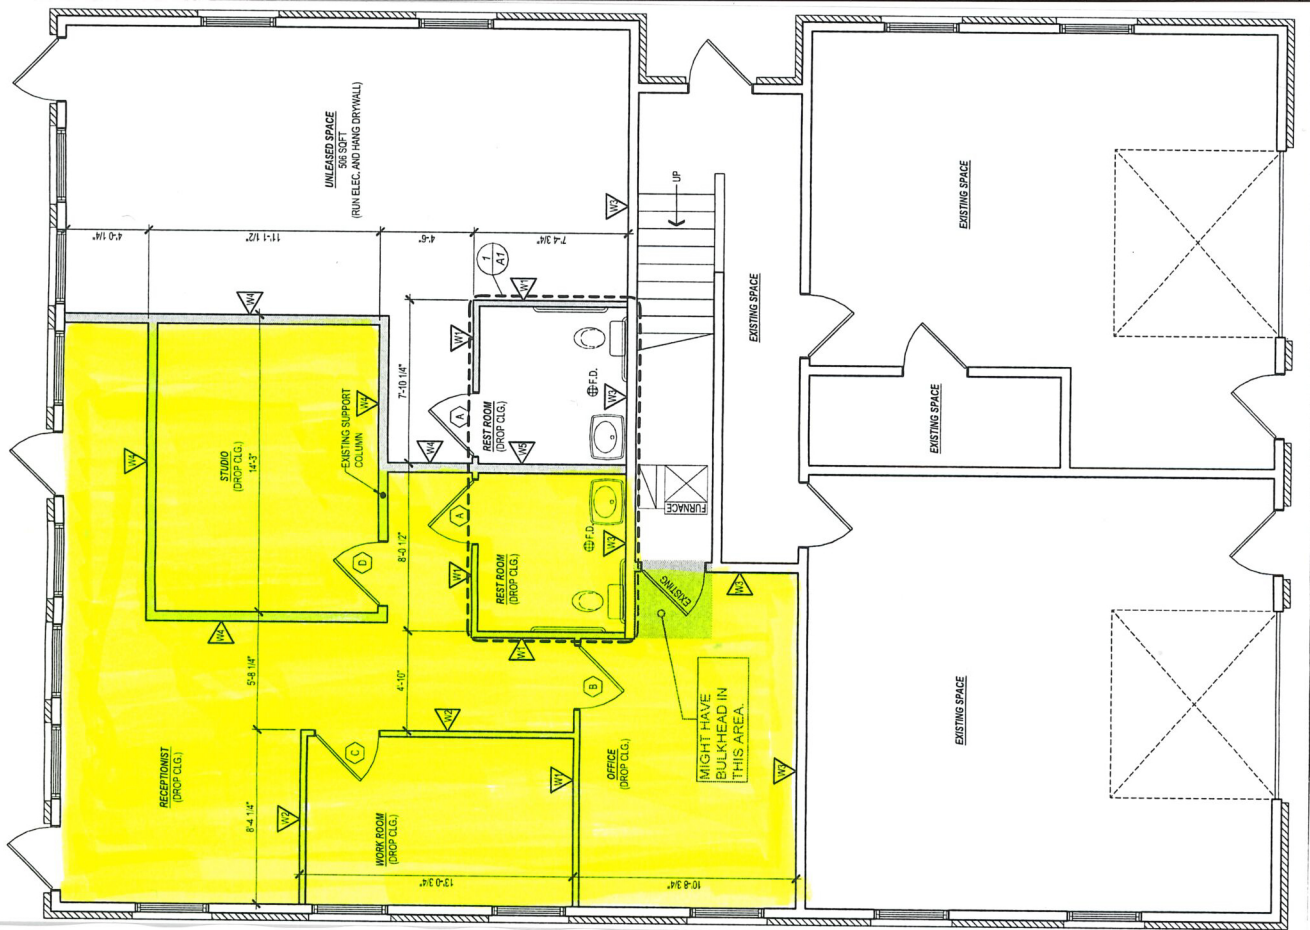 UNLEASED SPACE
506 SQFT
(RUN ELEC. AND HANG DRYWALL)
W3
UP
EXISTING SPACE
4'-0 1/4"
11'-1 1/2"
4'-6"
7'-4 3/4"
1
A1
W1
W4
EXISTING SPACE
7'-10 1/4"
W1
REST ROOM
(DROP CLG.)
F.D.
W3
A
W4
W5
W4
EXISTING SUPPORT
COLUMN
STUDIO
(DROP CLG.)
14'-3"
W4
EXISTING SPACE
FURNACE
A
F.D.
W3
8'-0 1/2"
D
W1
REST ROOM
(DROP CLG.)
EXISTING
W3
W4
W1
5'-8 1/4"
4'-10"
B
W2
C
MIGHT HAVE
BULKHEAD IN
THIS AREA.
RECEPTIONIST
(DROP CLG.)
8'-4 1/4"
W2
WORK ROOM
(DROP CLG.)
W1
OFFICE
(DROP CLG.)
W3
13'-0 3/4"
10'-8 3/4"
EXISTING SPACE